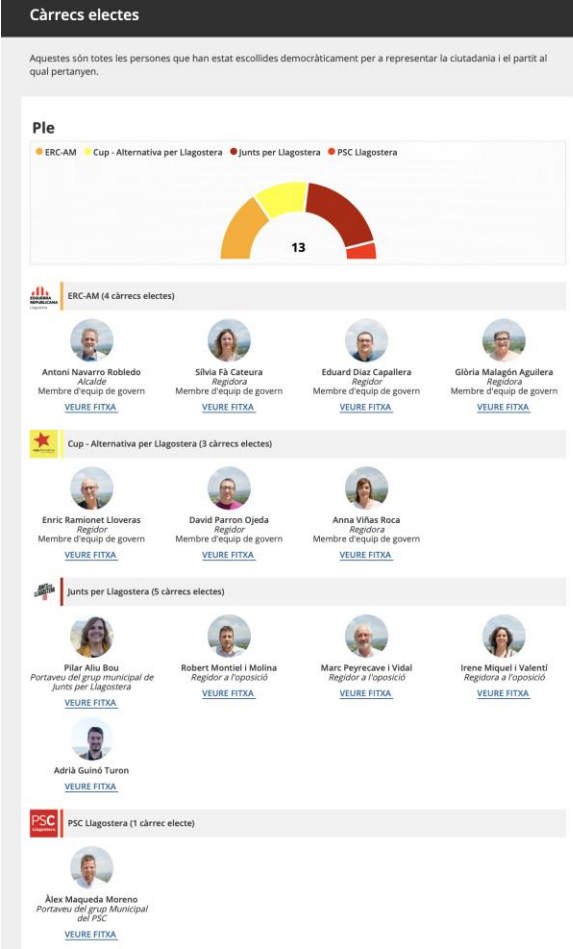 Càrrecs electes
Aquestes són totes les persones que han estat escollides democràticament per a representar la ciutadania i el partit al
qual pertanyen.
Ple
ERC-AM Cup - Alternativa per Llagostera Junts per Llagostera PSC Llagostera
13
ESQUERRA
REPUBLICANA
Llagostera
ERC-AM (4 càrrecs electes)
Antoni Navarro Robledo
Alcalde
Membre d'equip de govern
VEURE FITXA
Sílvia Fà Cateura
Regidora
Membre d'equip de govern
VEURE FITXA
Eduard Diaz Capallera
Regidor
Membre d'equip de govern
VEURE FITXA
Glòria Malagón Aguilera
Regidora
Membre d'equip de govern
VEURE FITXA
Cup - Alternativa per Llagostera (3 càrrecs electes)
Enric Ramionet Lloveras
Regidor
Membre d'equip de govern
VEURE FITXA
David Parron Ojeda
Regidor
Membre d'equip de govern
VEURE FITXA
Anna Viñas Roca
Regidora
Membre d'equip de govern
VEURE FITXA
JUNTS PER
LLAGOSTERA
Junts per Llagostera (5 càrrecs electes)
Pilar Aliu Bou
Portaveu del grup municipal de
Junts per Llagostera
VEURE FITXA
Robert Montiel i Molina
Regidor a l'oposició
VEURE FITXA
Marc Peyrecave i Vidal
Regidor a l'oposició
VEURE FITXA
Irene Miquel i Valentí
Regidora a l'oposició
VEURE FITXA
Adrià Guinó Turon
VEURE FITXA
PSC
Llagostera
PSC Llagostera (1 càrrec electe)
Àlex Maqueda Moreno
Portaveu del grup Municipal
del PSC
VEURE FITXA